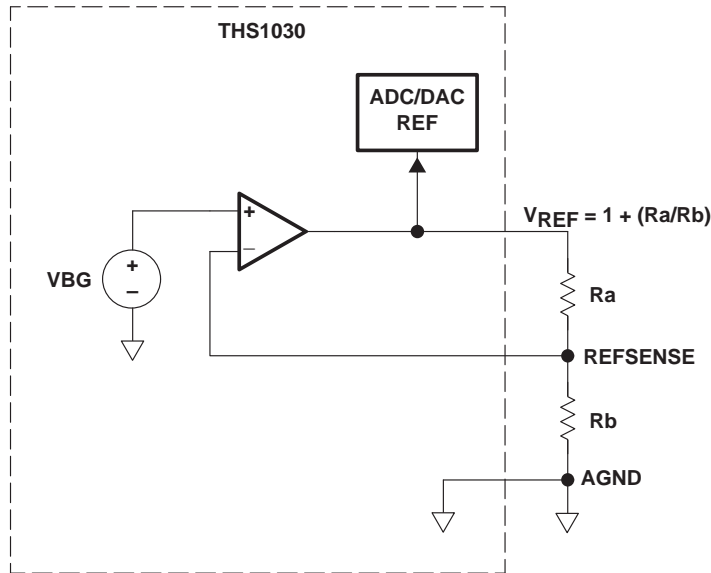 THS1030
ADC/DAC
REF
+
−
VREF = 1 + (Ra/Rb)
VBG
+
−
Ra
REFSENSE
Rb
AGND